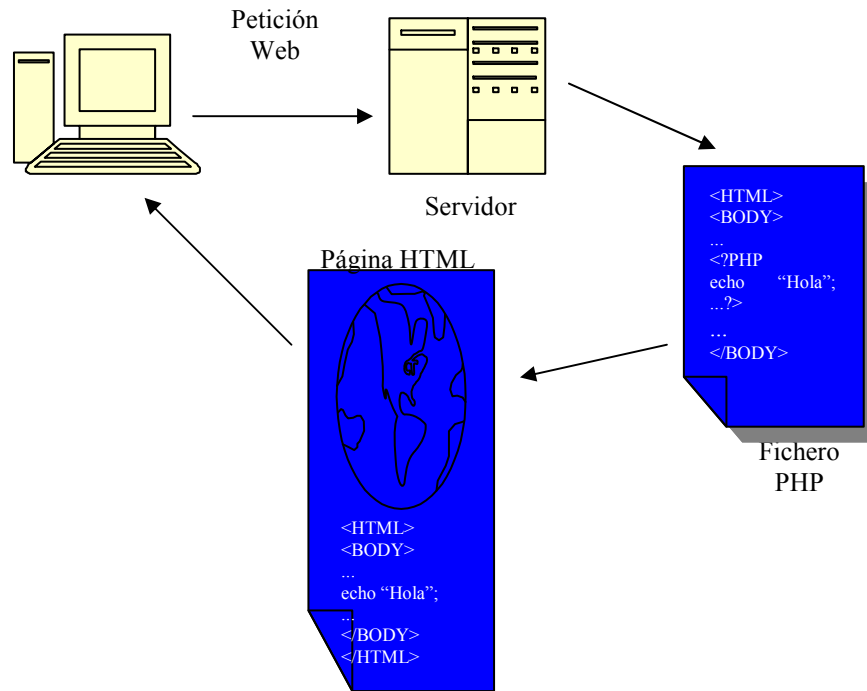 Petición
Web
Servidor
<HTML>
<BODY>
...
<?PHP
echo “Hola”;
...?>
...
</BODY>
Fichero
PHP
Página HTML
<HTML>
<BODY>
...
echo “Hola”;
...
</BODY>
</HTML>